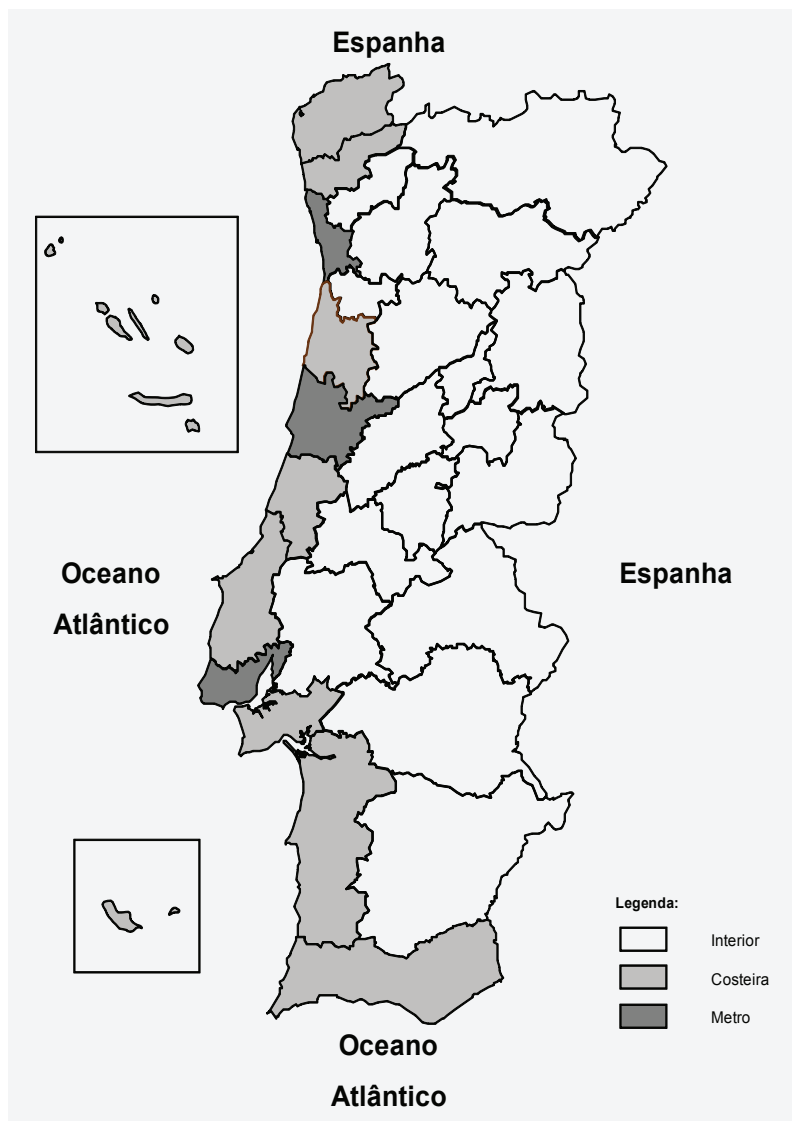 Espanha
Oceano
Atlântico
Espanha
Legenda:
Interior
Costeira
Metro
Oceano
Atlântico